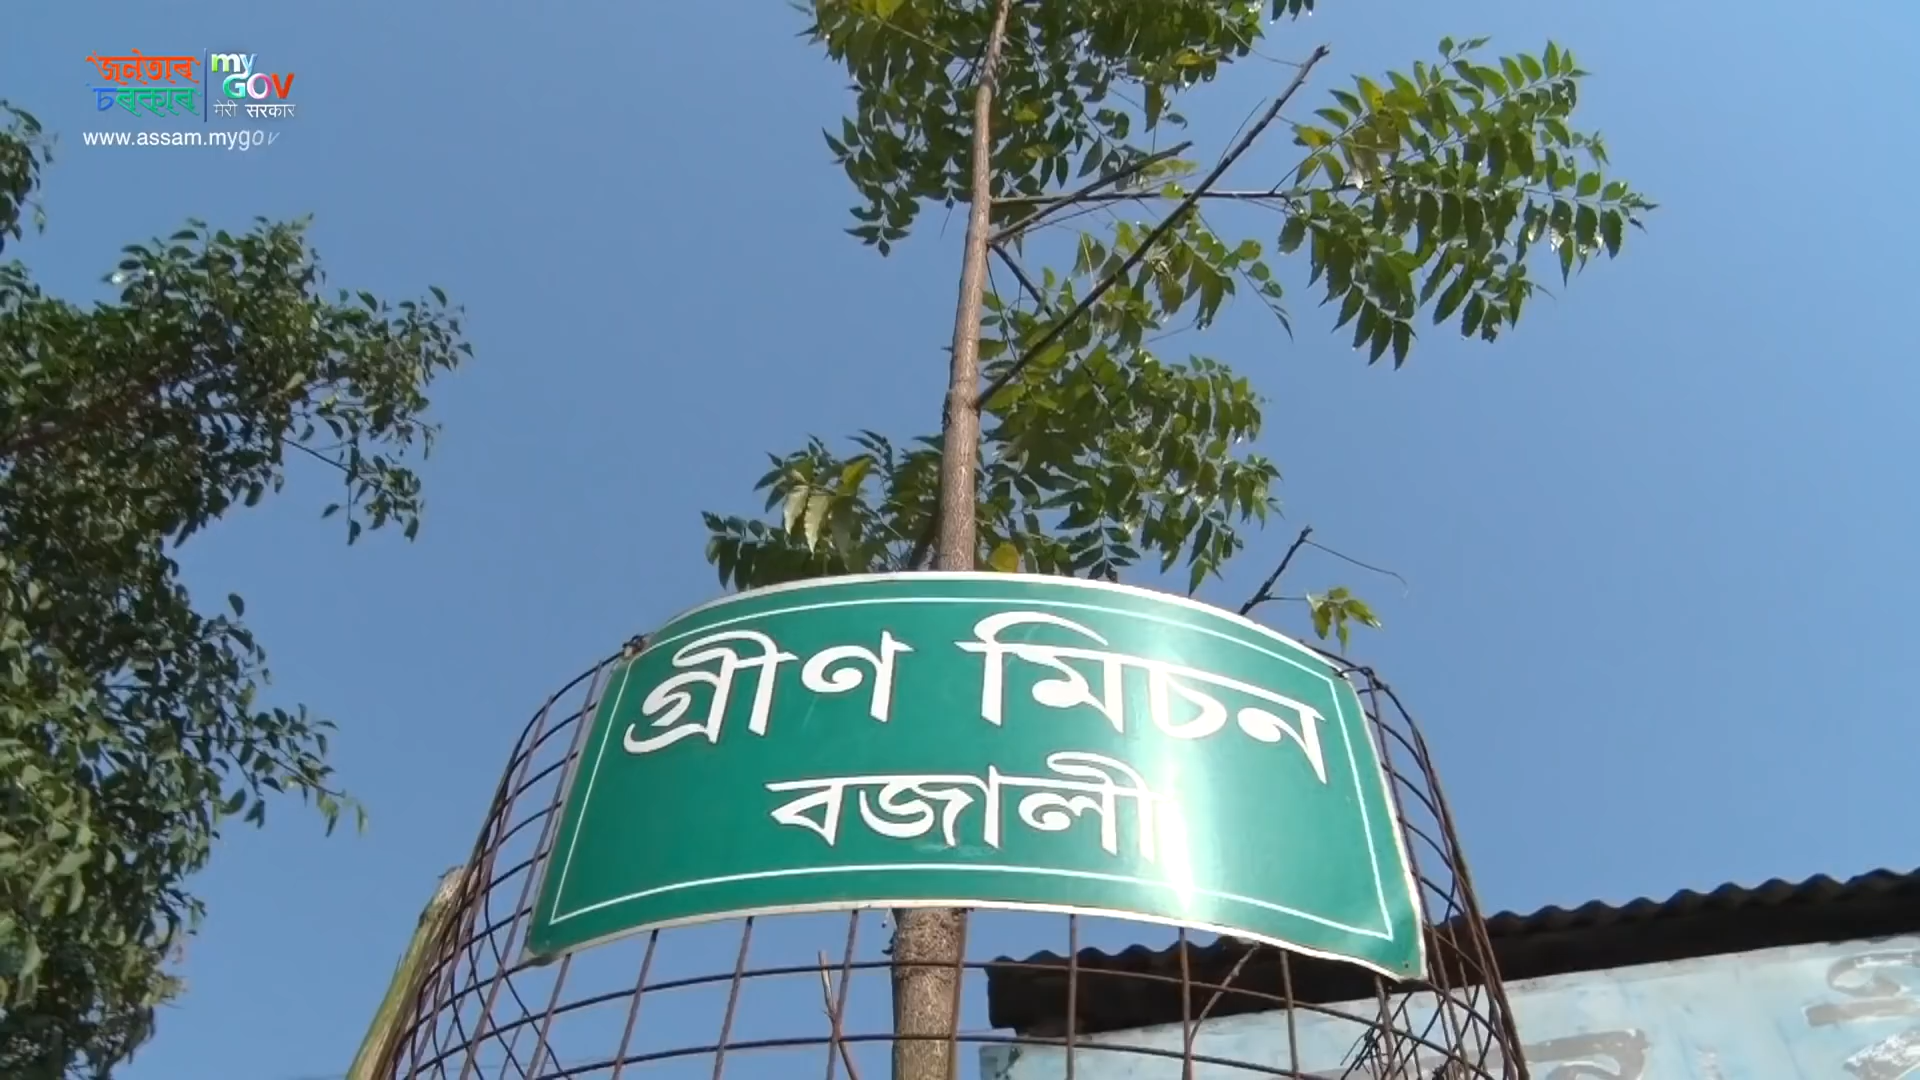 জনতাৰ
চৰকাৰ
my
GOV
मेरी सरकार
www.assam.mygov
গ্ৰীণ মিচন
বজালী